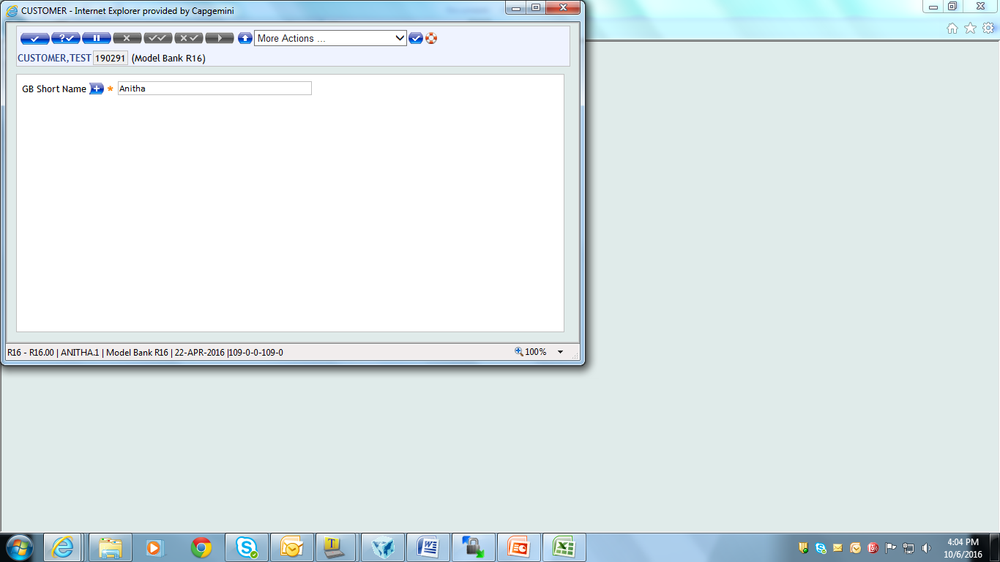 CUSTOMER - Internet Explorer provided by Capgemini
More Actions ...
CUSTOMER,TEST 190291 (Model Bank R16)
GB Short Name * Anitha
R16 - R16.00 | ANITHA.1 | Model Bank R16 | 22-APR-2016 |109-0-0-109-0
100%
4:04 PM
10/6/2016